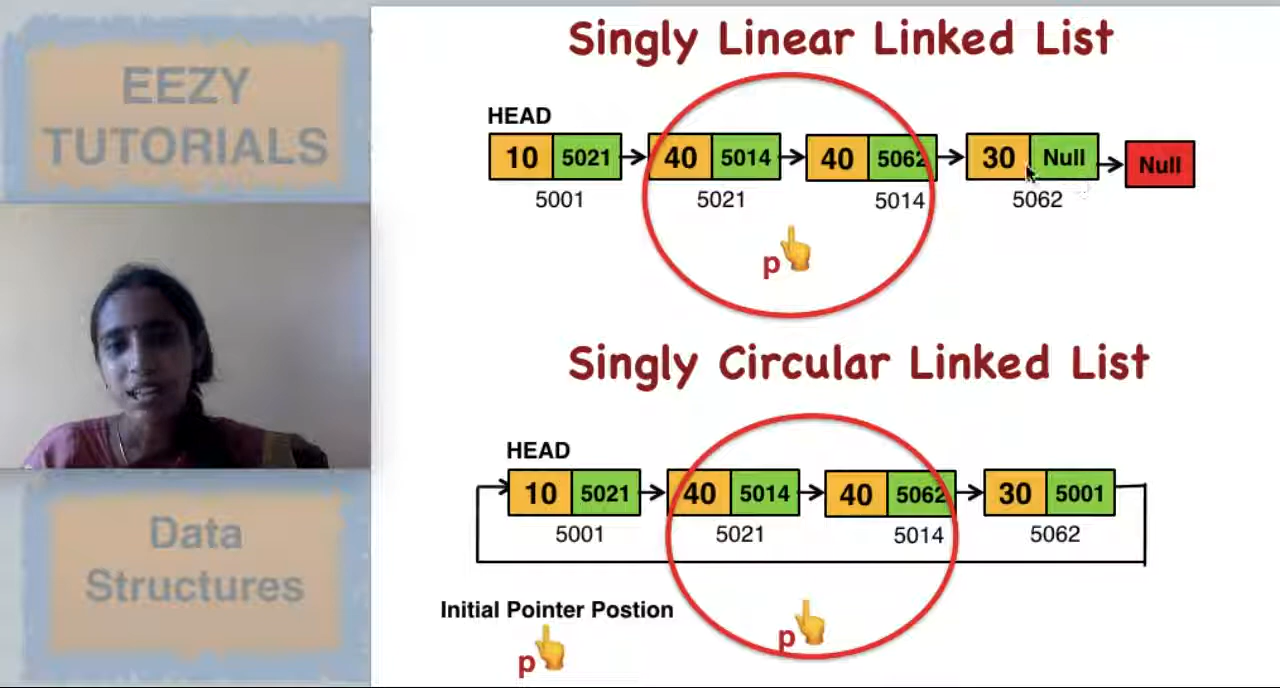 EEZY
TUTORIALS
Singly Linear Linked List
HEAD
10 5021 40 5014 40 5062 30 Null Null
5001 5021 5014 5062
p
Singly Circular Linked List
HEAD
10 5021 40 5014 40 5062 30 5001
5001 5021 5014 5062
Data
Structures
Initial Pointer Postion
p
p